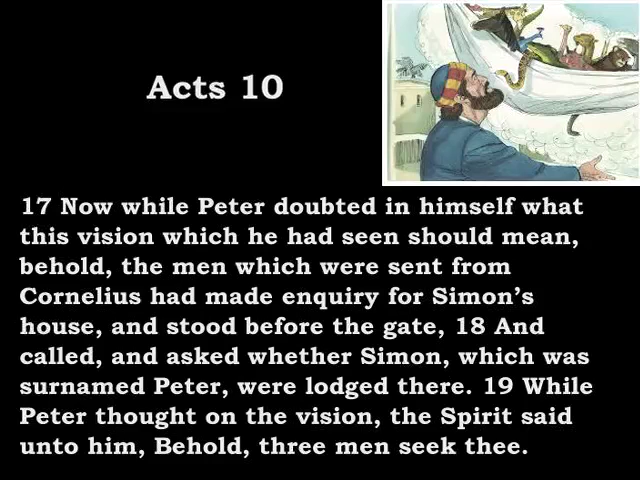 Acts 10
17 Now while Peter doubted in himself what
this vision which he had seen should mean,
behold, the men which were sent from
Cornelius had made enquiry for Simon’s
house, and stood before the gate, 18 And
called, and asked whether Simon, which was
surnamed Peter, were lodged there. 19 While
Peter thought on the vision, the Spirit said
unto him, Behold, three men seek thee.